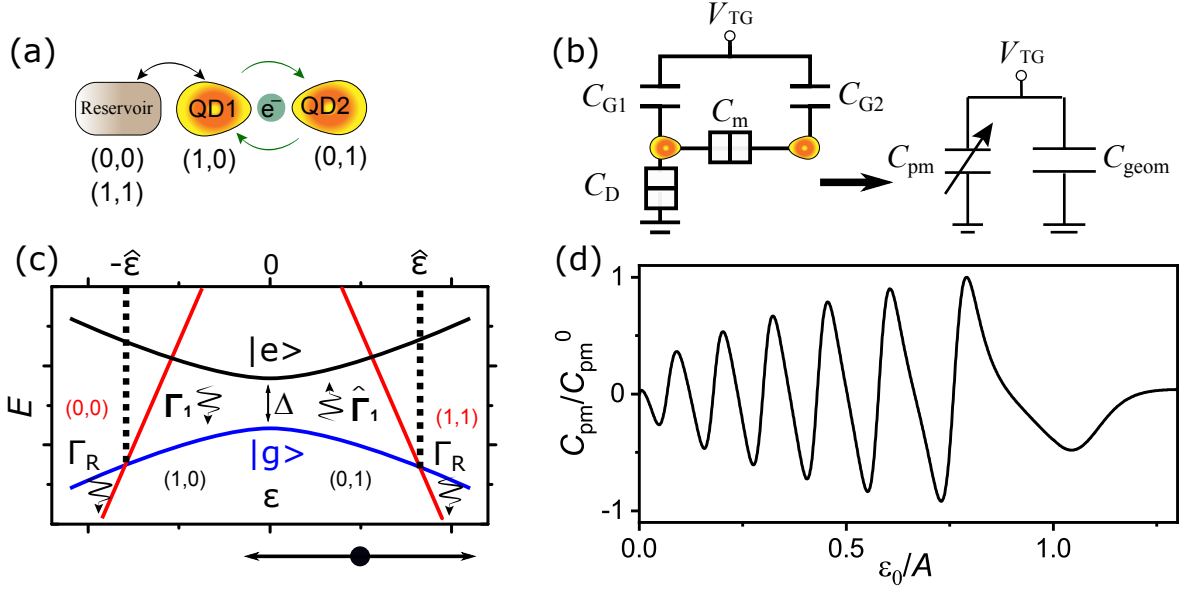 (a)
Reservoir
QD1
e⁻
QD2
(0,0)
(1,0)
(0,1)
(1,1)
(b)
V_TG
C_G1
C_G2
C_m
C_D
V_TG
C_pm
C_geom
(c)
-ε̂
0
ε̂
E
|e>
(0,0)
Γ₁
Δ
Γ̂₁
(1,1)
Γ_R
|g>
Γ_R
(1,0)
(0,1)
ε
(d)
C_pm/C_pm⁰
1
0
-1
0.0
0.5
1.0
ε₀/A